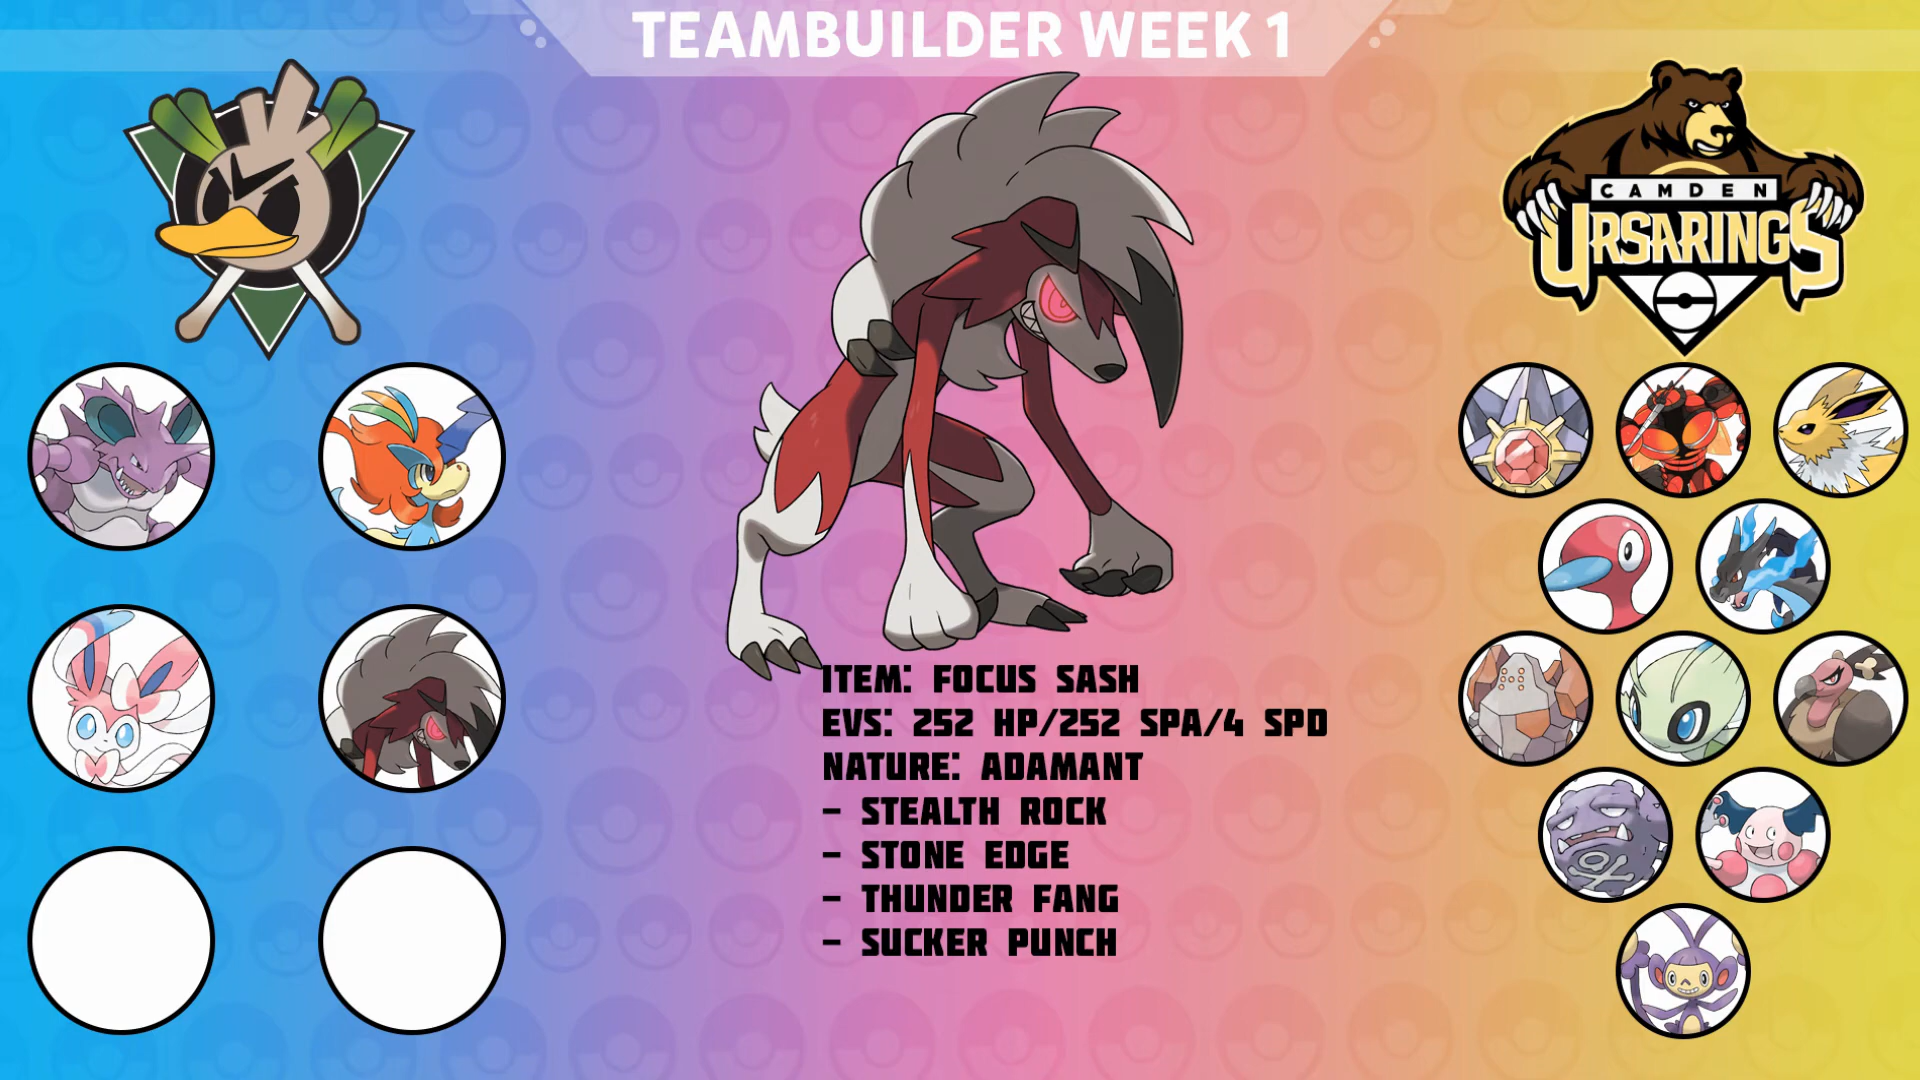 TEAMBUILDER WEEK 1
CAMDEN
URSARINGS
ITEM: FOCUS SASH
EVS: 252 HP/252 SPA/4 SPD
NATURE: ADAMANT
- STEALTH ROCK
- STONE EDGE
- THUNDER FANG
- SUCKER PUNCH